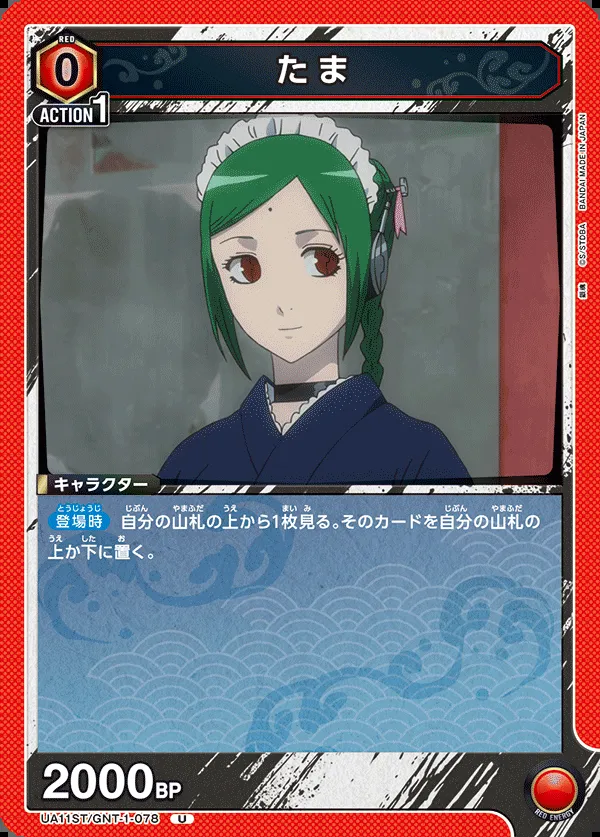 RED
0
たま
ACTION 1
©S/STDBA BANDAI MADE IN JAPAN
キャラクター
登場時 自分の山札の上から1枚見る。そのカードを自分の山札の
上か下に置く。
2000BP
RED ENERGY
UA11ST/GNT-1-078 U